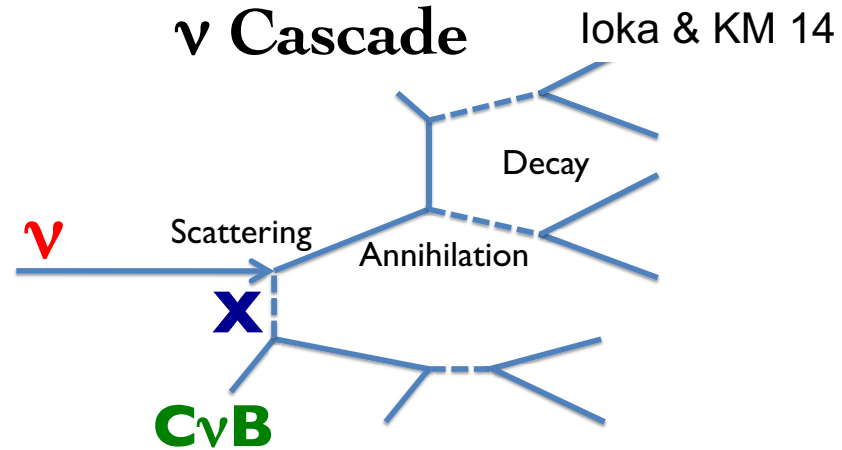 ν Cascade
Ioka & KM 14
Decay
Scattering
Annihilation
ν
X
CνB